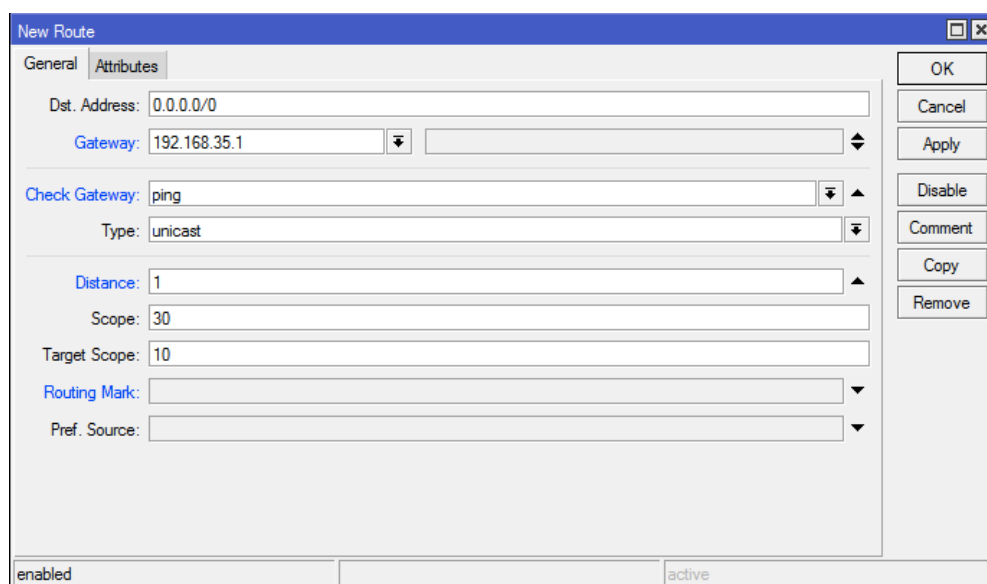 New Route
General Attributes
Dst. Address: 0.0.0.0/0
Gateway: 192.168.35.1
Check Gateway: ping
Type: unicast
Distance: 1
Scope: 30
Target Scope: 10
Routing Mark:
Pref. Source:
OK
Cancel
Apply
Disable
Comment
Copy
Remove
enabled
active